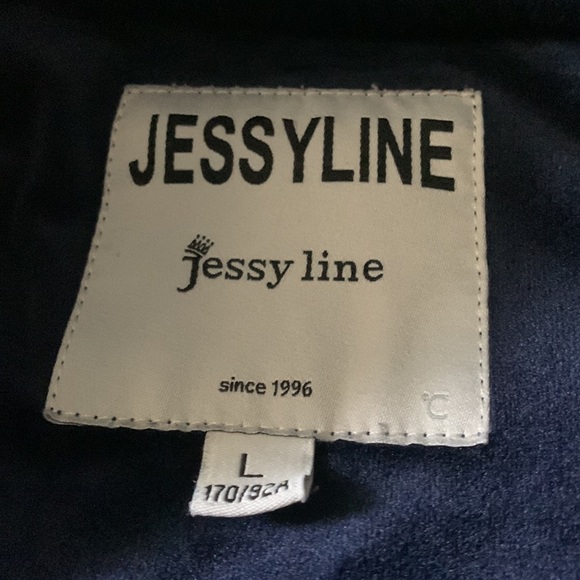 JESSYLINE
jessy line
since 1996
°C
L
170/92A